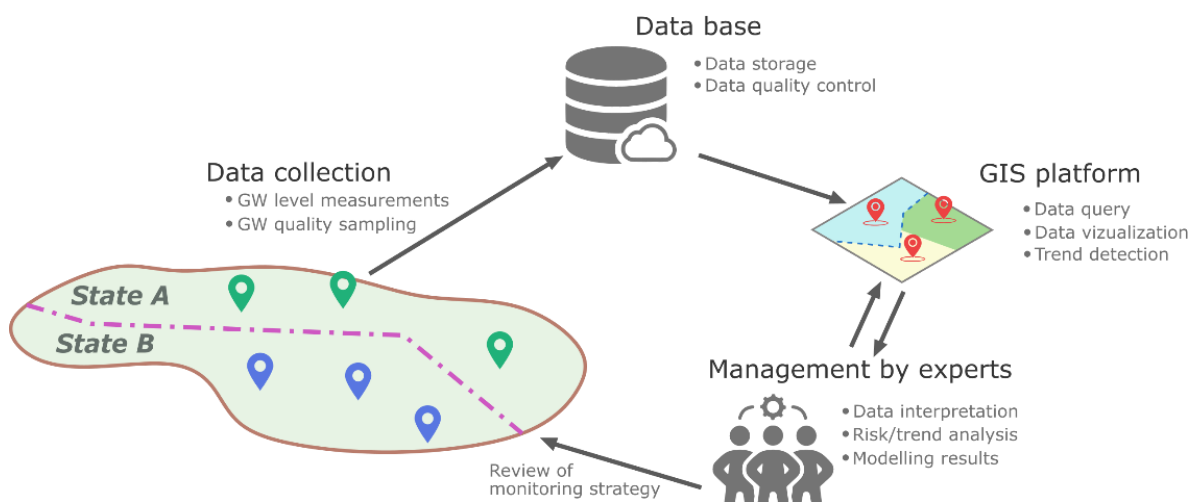 Data base
• Data storage
• Data quality control
Data collection
• GW level measurements
• GW quality sampling
GIS platform
• Data query
• Data vizualization
• Trend detection
State A
State B
Management by experts
• Data interpretation
• Risk/trend analysis
• Modelling results
Review of
monitoring strategy